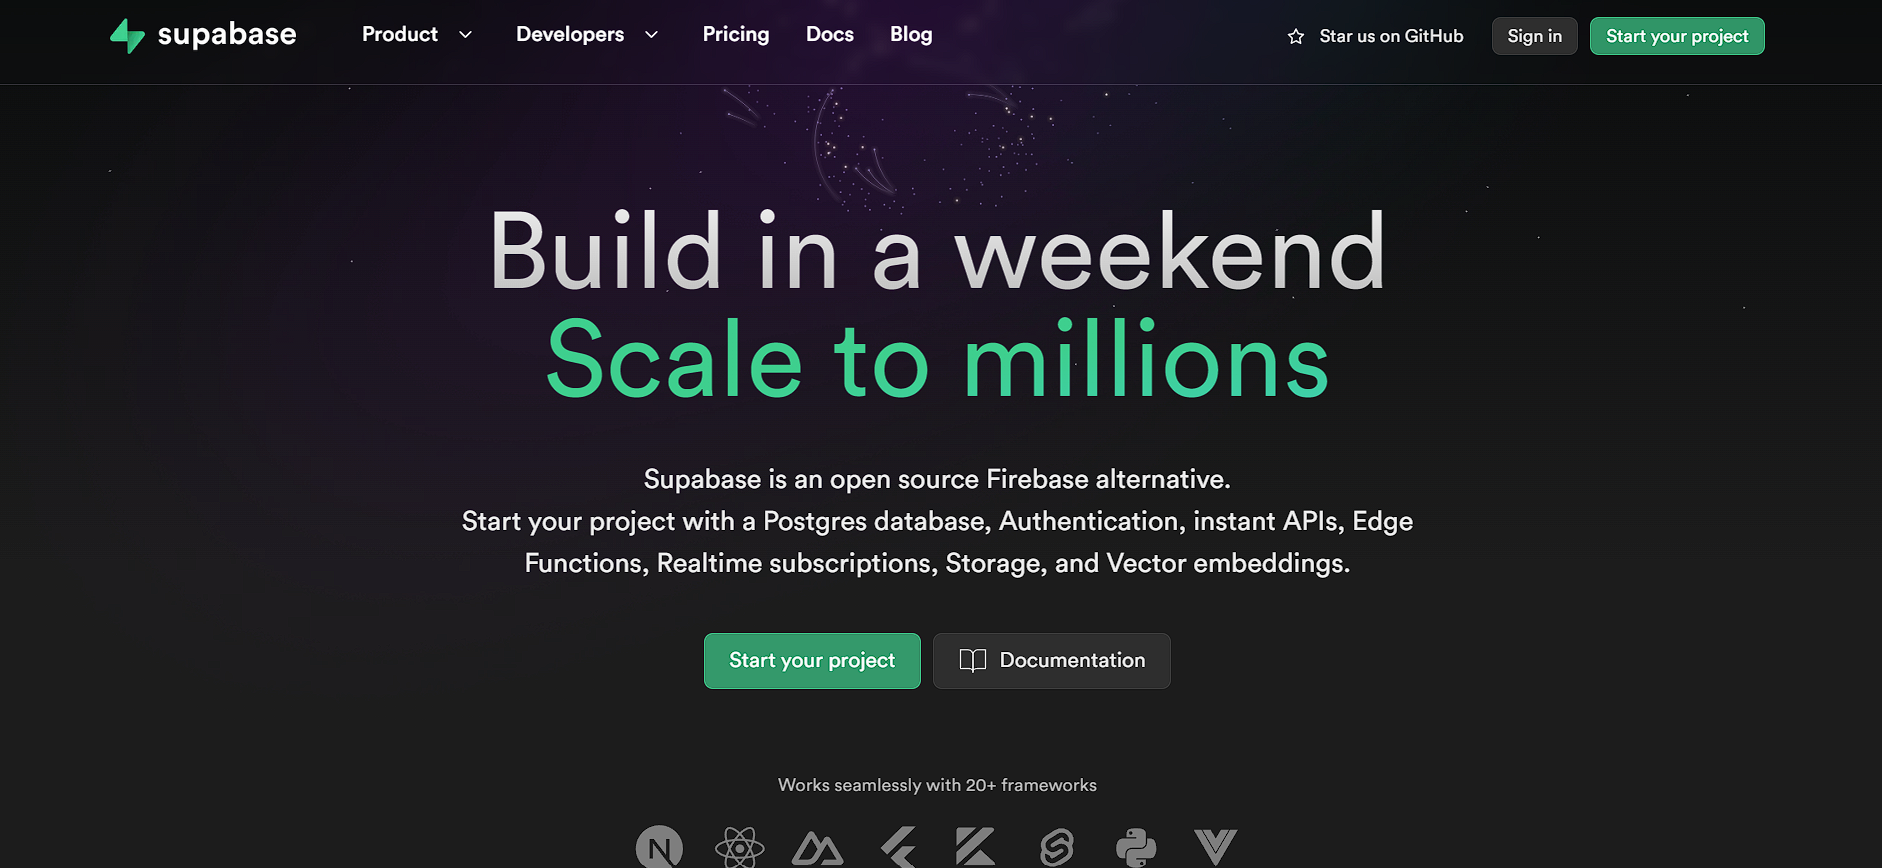 supabase
Product
Developers
Pricing
Docs
Blog
Star us on GitHub
Sign in
Start your project
Build in a weekend
Scale to millions
Supabase is an open source Firebase alternative.
Start your project with a Postgres database, Authentication, instant APIs, Edge
Functions, Realtime subscriptions, Storage, and Vector embeddings.
Start your project
Documentation
Works seamlessly with 20+ frameworks